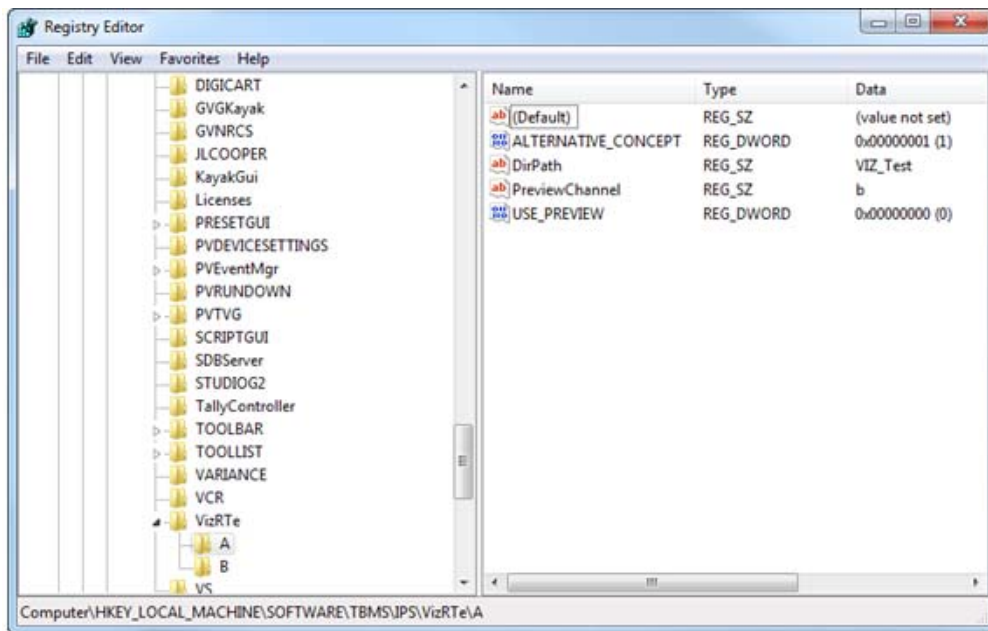 Registry Editor
File Edit View Favorites Help
DIGICART
GVGKayak
GVNRCS
JLCOOPER
KayakGui
Licenses
PRESETGUI
PVDEVICESETTINGS
PVEventMgr
PVRUNDOWN
PVTVG
SCRIPTGUI
SDBServer
STUDIOG2
TallyController
TOOLBAR
TOOLLIST
VARIANCE
VCR
VizRTe
A
B
VS
Name Type Data
(Default) REG_SZ (value not set)
ALTERNATIVE_CONCEPT REG_DWORD 0x00000001 (1)
DirPath REG_SZ VIZ_Test
PreviewChannel REG_SZ b
USE_PREVIEW REG_DWORD 0x00000000 (0)
Computer\HKEY_LOCAL_MACHINE\SOFTWARE\TBMS\IPS\VizRTe\A